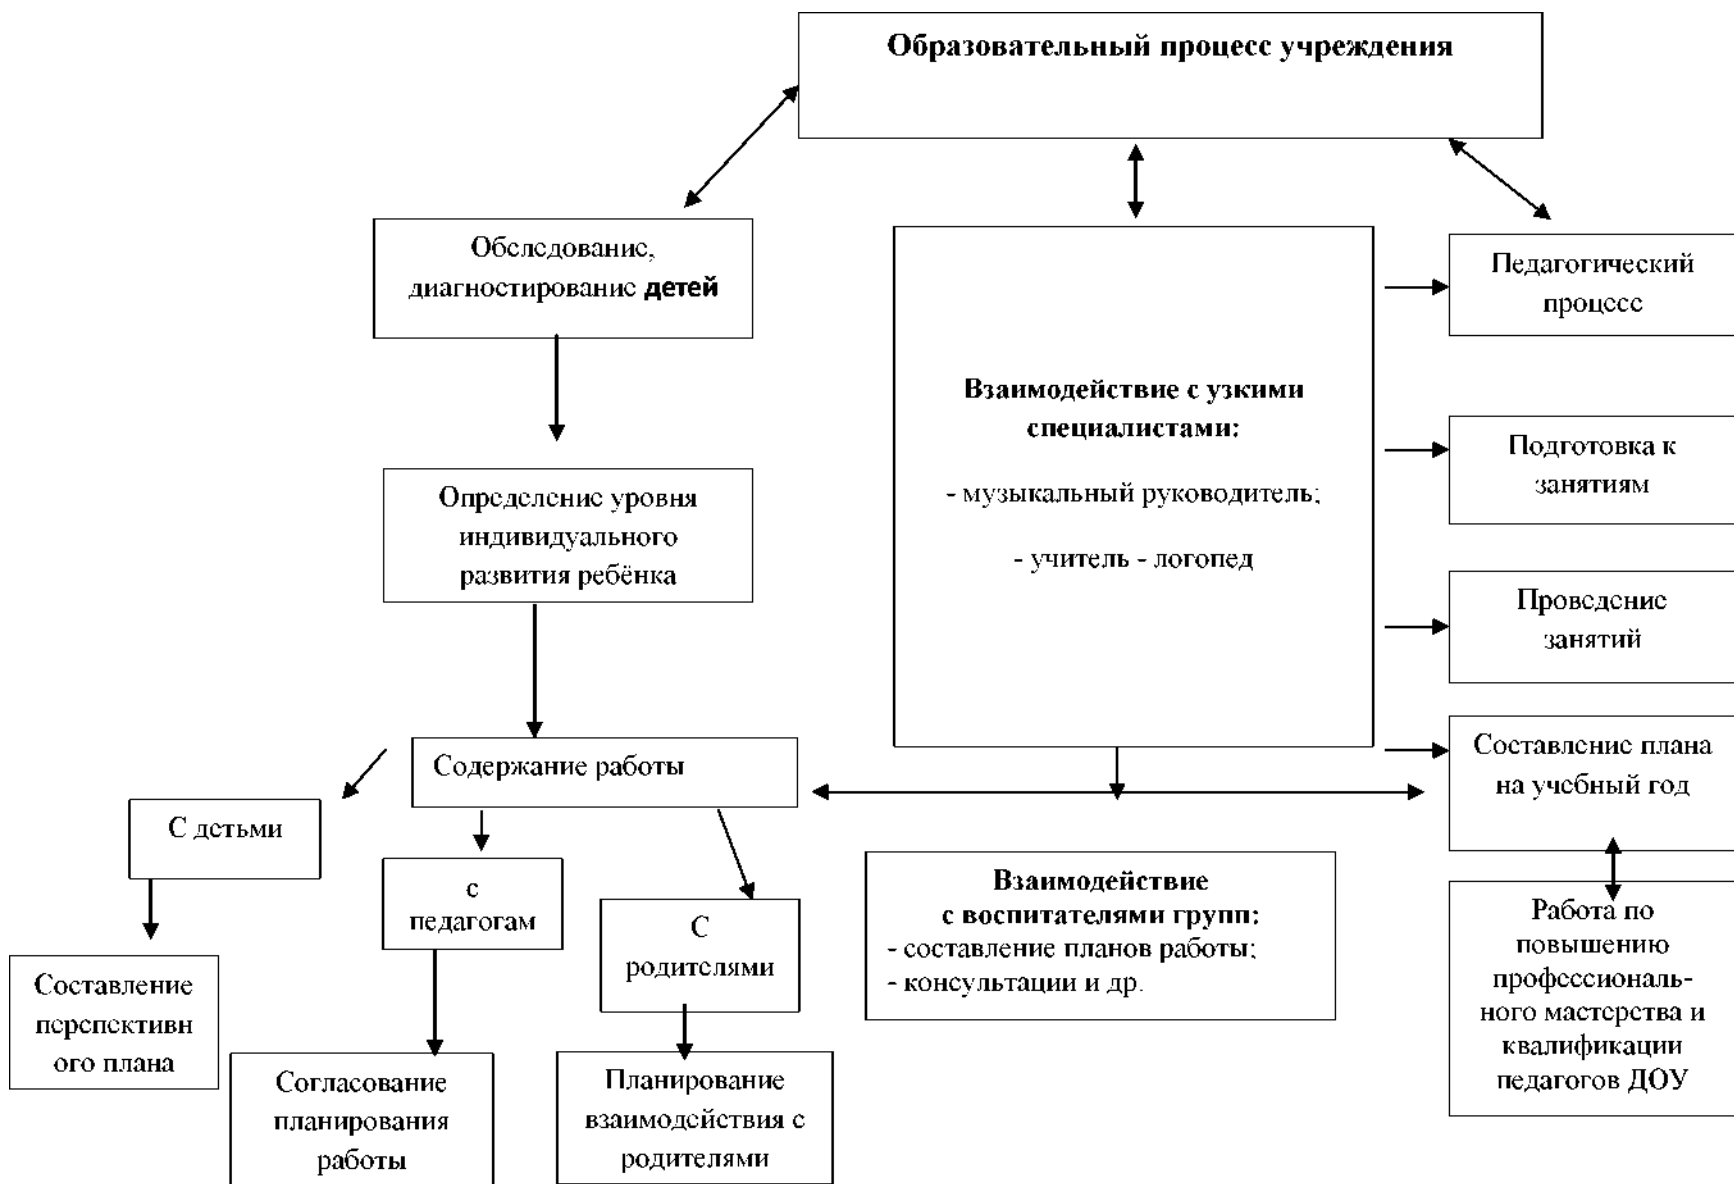 Образовательный процесс учреждения
Обследование,
диагностирование детей
Определение уровня
индивидуального
развития ребёнка
Содержание работы
С детьми
Составление
перспективн
ого плана
с
педагогам
Согласование
планирования
работы
С
родителями
Планирование
взаимодействия с
родителями
Взаимодействие с узкими
специалистами:
- музыкальный руководитель;
- учитель - логопед
Взаимодействие
с воспитателями групп:
- составление планов работы;
- консультации и др.
Педагогический
процесс
Подготовка к
занятиям
Проведение
занятий
Составление плана
на учебный год
Работа по
повышению
профессиональ-
ного мастерства и
квалификации
педагогов ДОУ